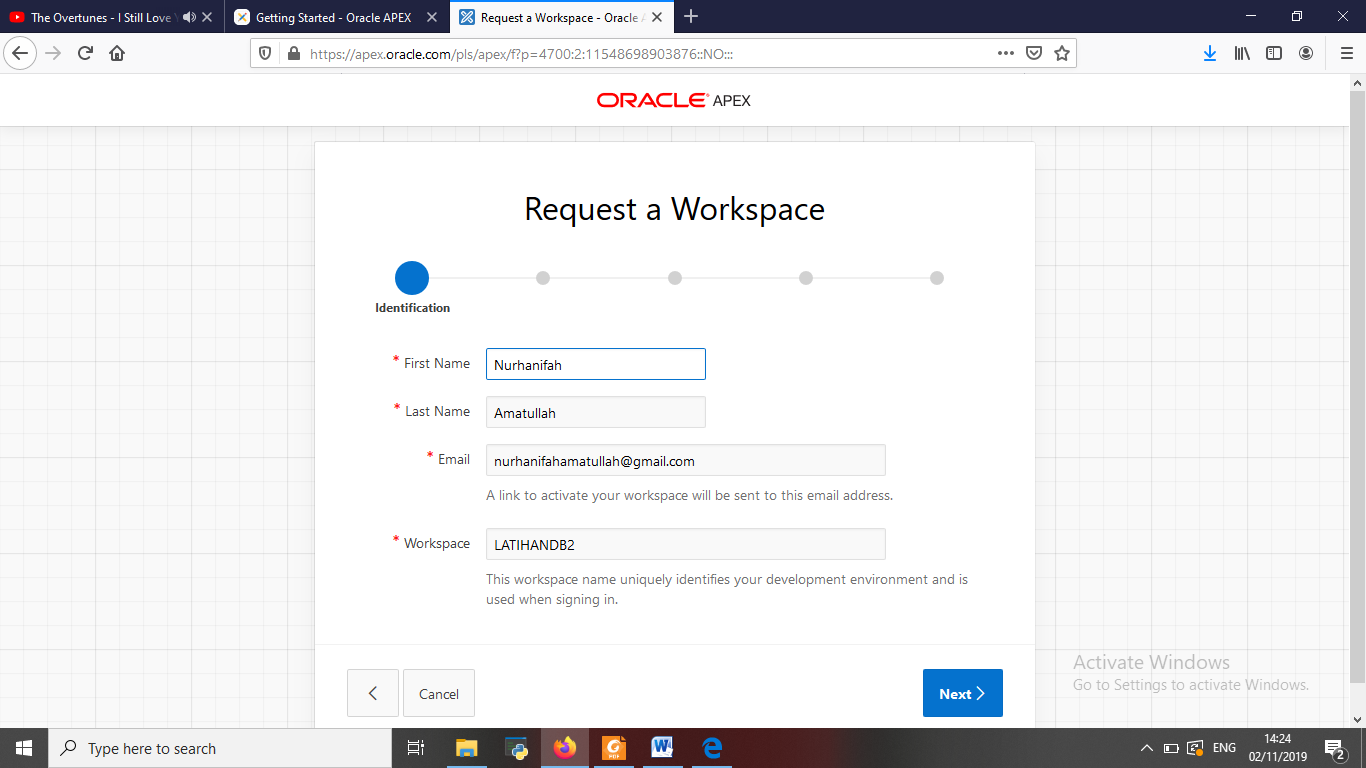 The Overtunes - I Still Love Y
Getting Started - Oracle APEX
Request a Workspace - Oracle A
https://apex.oracle.com/pls/apex/f?p=4700:2:11548698903876::NO:::
ORACLE APEX
Request a Workspace
Identification
* First Name Nurhanifah
* Last Name Amatullah
* Email nurhanifahamatullah@gmail.com
A link to activate your workspace will be sent to this email address.
* Workspace LATIHANDB2
This workspace name uniquely identifies your development environment and is
used when signing in.
Activate Windows
Go to Settings to activate Windows.
Cancel
Next
Type here to search
PDF
W
ENG
14:24
02/11/2019
2